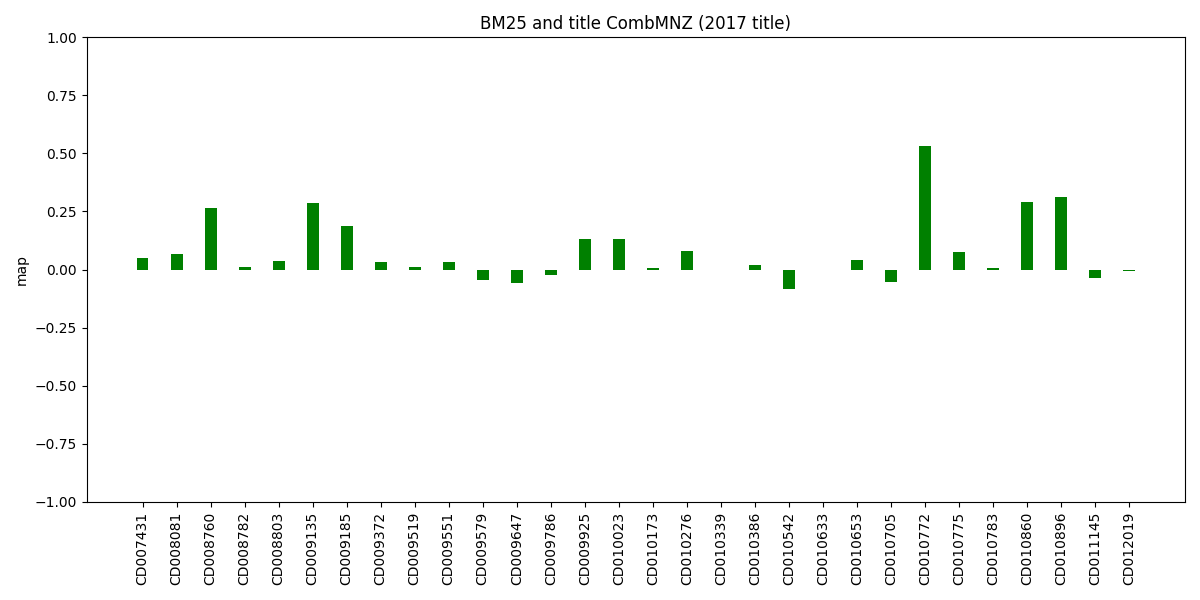 BM25 and title CombMNZ (2017 title)
map
1.00
0.75
0.50
0.25
0.00
−0.25
−0.50
−0.75
−1.00
CD007431
CD008081
CD008760
CD008782
CD008803
CD009135
CD009185
CD009372
CD009519
CD009551
CD009579
CD009647
CD009786
CD009925
CD010023
CD010173
CD010276
CD010339
CD010386
CD010542
CD010633
CD010653
CD010705
CD010772
CD010775
CD010783
CD010860
CD010896
CD011145
CD012019